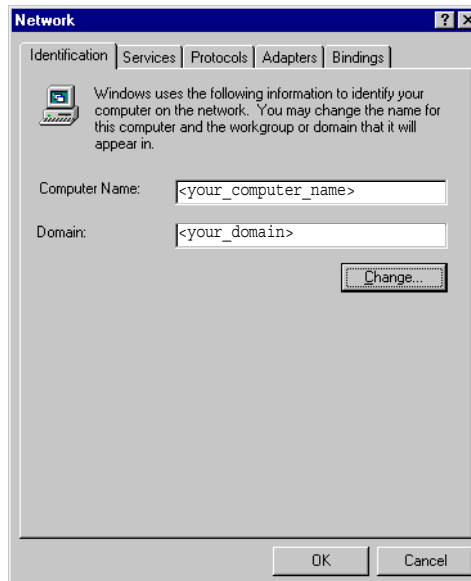 Network
Identification Services Protocols Adapters Bindings
Windows uses the following information to identify your
computer on the network. You may change the name for
this computer and the workgroup or domain that it will
appear in.
Computer Name: <your_computer_name>
Domain: <your_domain>
Change...
OK Cancel